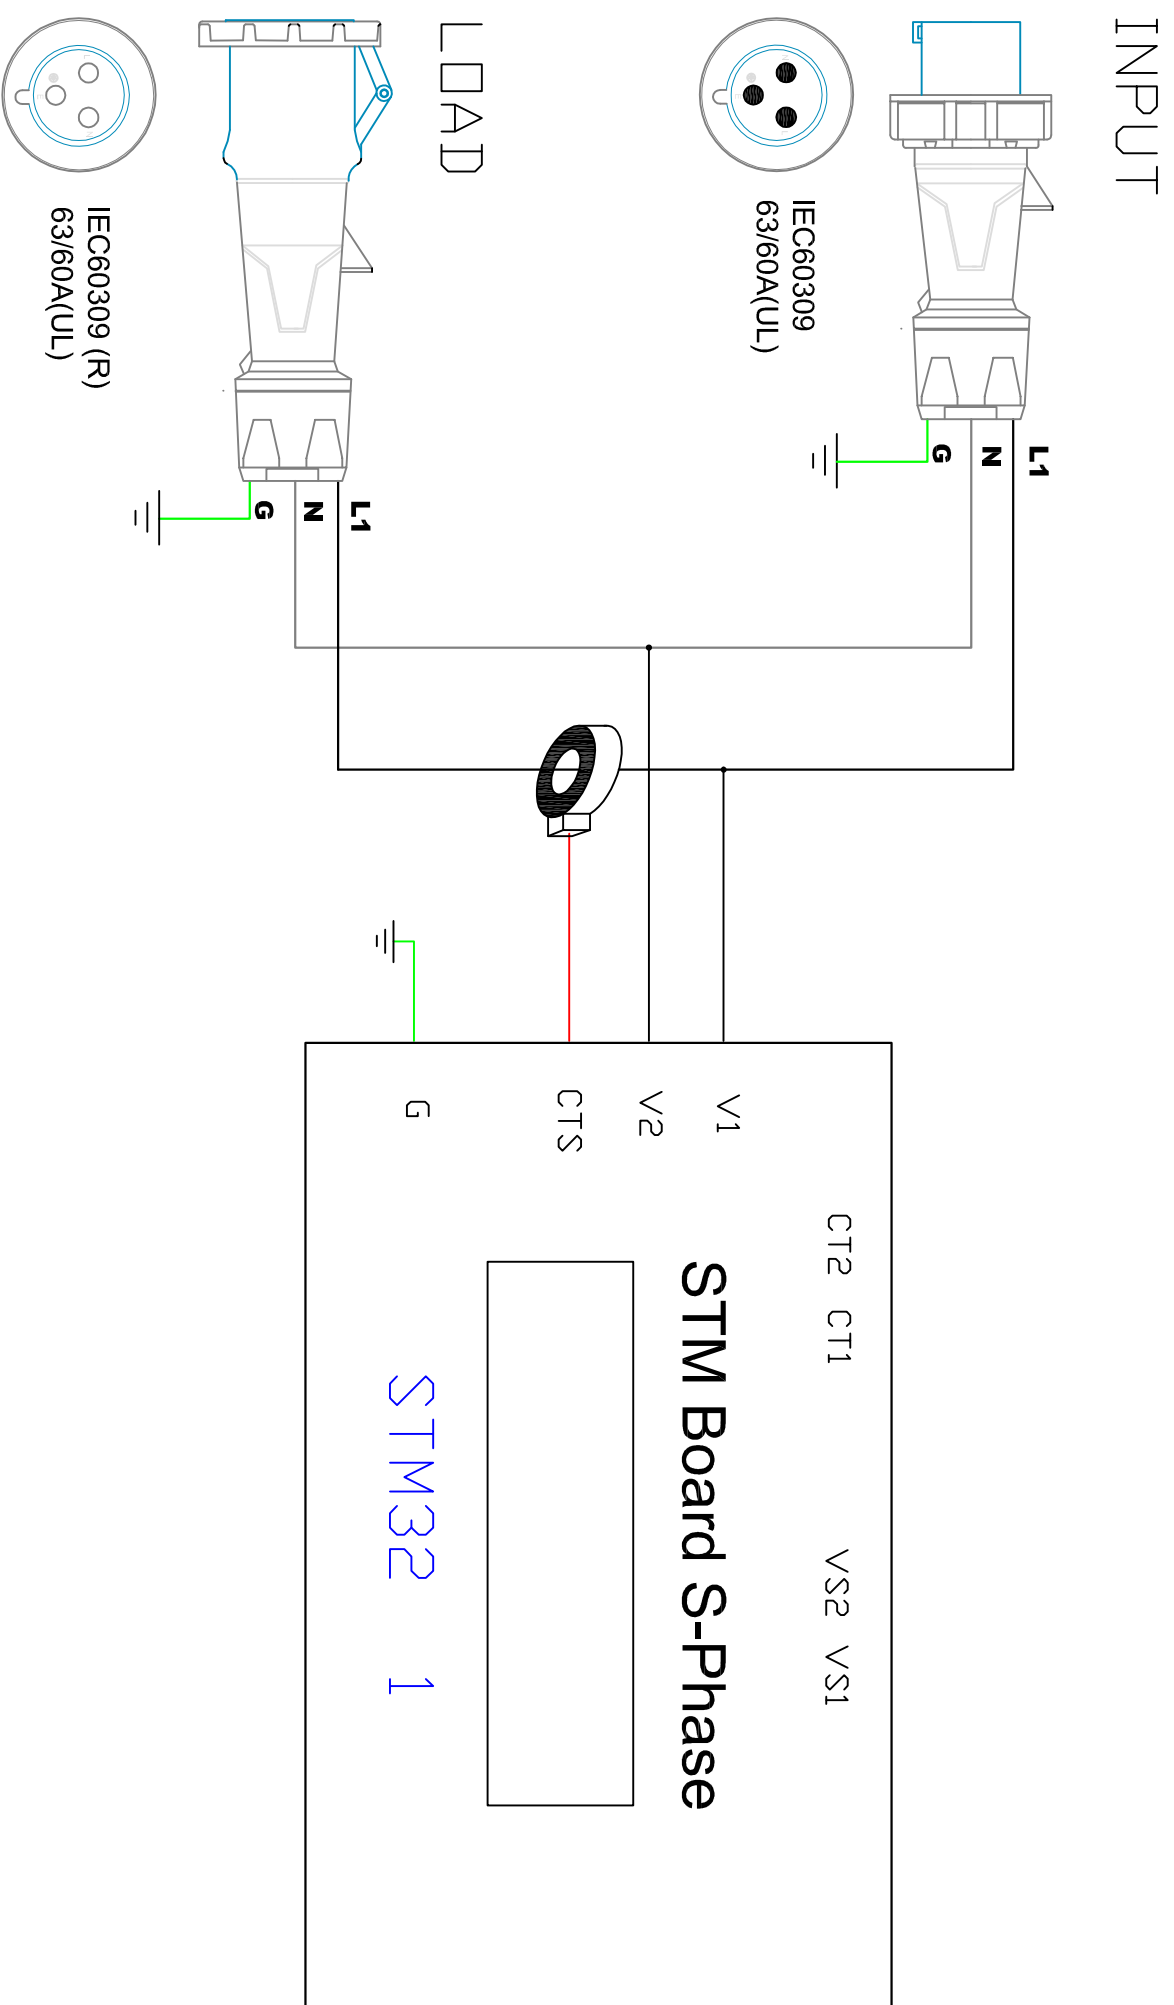 INPUT
IEC60309
63/60A(UL)
L1
N
G
LOAD
IEC60309 (R)
63/60A(UL)
L1
N
G
V1
V2
CTS
G
CT2 CT1
VS2 VS1
STM Board S-Phase
STM32 1